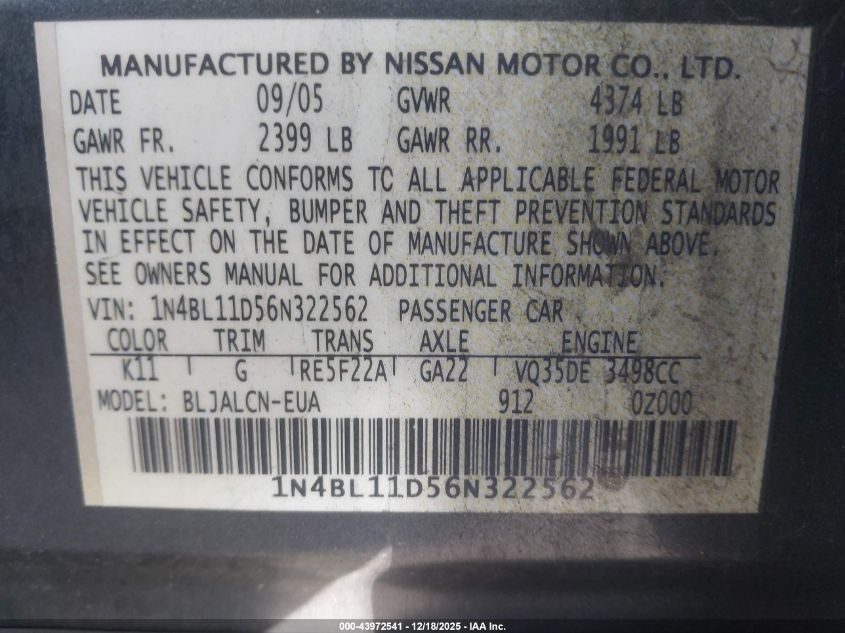 MANUFACTURED BY NISSAN MOTOR CO., LTD.
DATE 09/05 GVWR 4374 LB
GAWR FR. 2399 LB GAWR RR. 1991 LB
THIS VEHICLE CONFORMS TO ALL APPLICABLE FEDERAL MOTOR
VEHICLE SAFETY, BUMPER AND THEFT PREVENTION STANDARDS
IN EFFECT ON THE DATE OF MANUFACTURE SHOWN ABOVE.
SEE OWNERS MANUAL FOR ADDITIONAL INFORMATION.
VIN: 1N4BL11D56N322562 PASSENGER CAR
COLOR TRIM TRANS AXLE ENGINE
K11 G RE5F22A GA22 VQ35DE 3498CC
MODEL: BLJALCN-EUA 912 0Z000
1N4BL11D56N322562
000-43972541 - 12/18/2025 - IAA Inc.